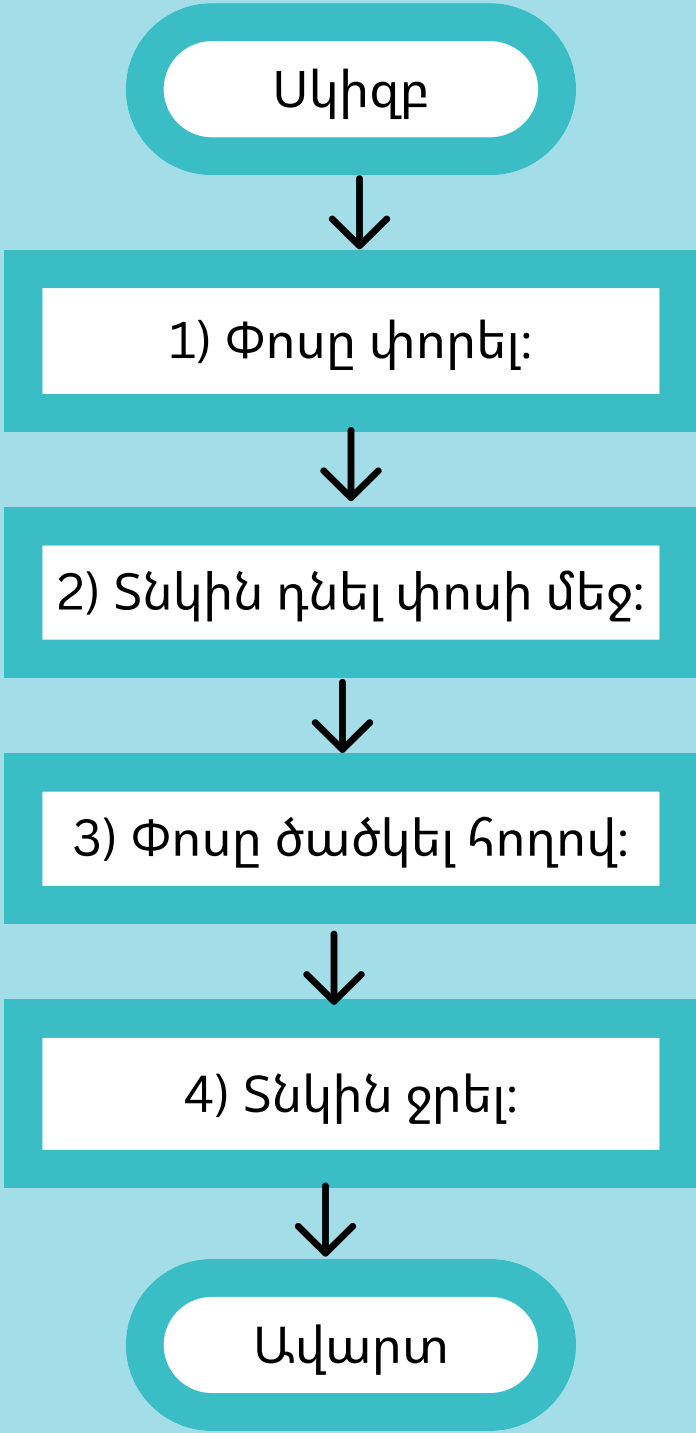 Սկիզբ
1) Փոսը փորել։
2) Տնկին դնել փոսի մեջ։
3) Փոսը ծածկել հողով։
4) Տնկին ջրել։
Ավարտ